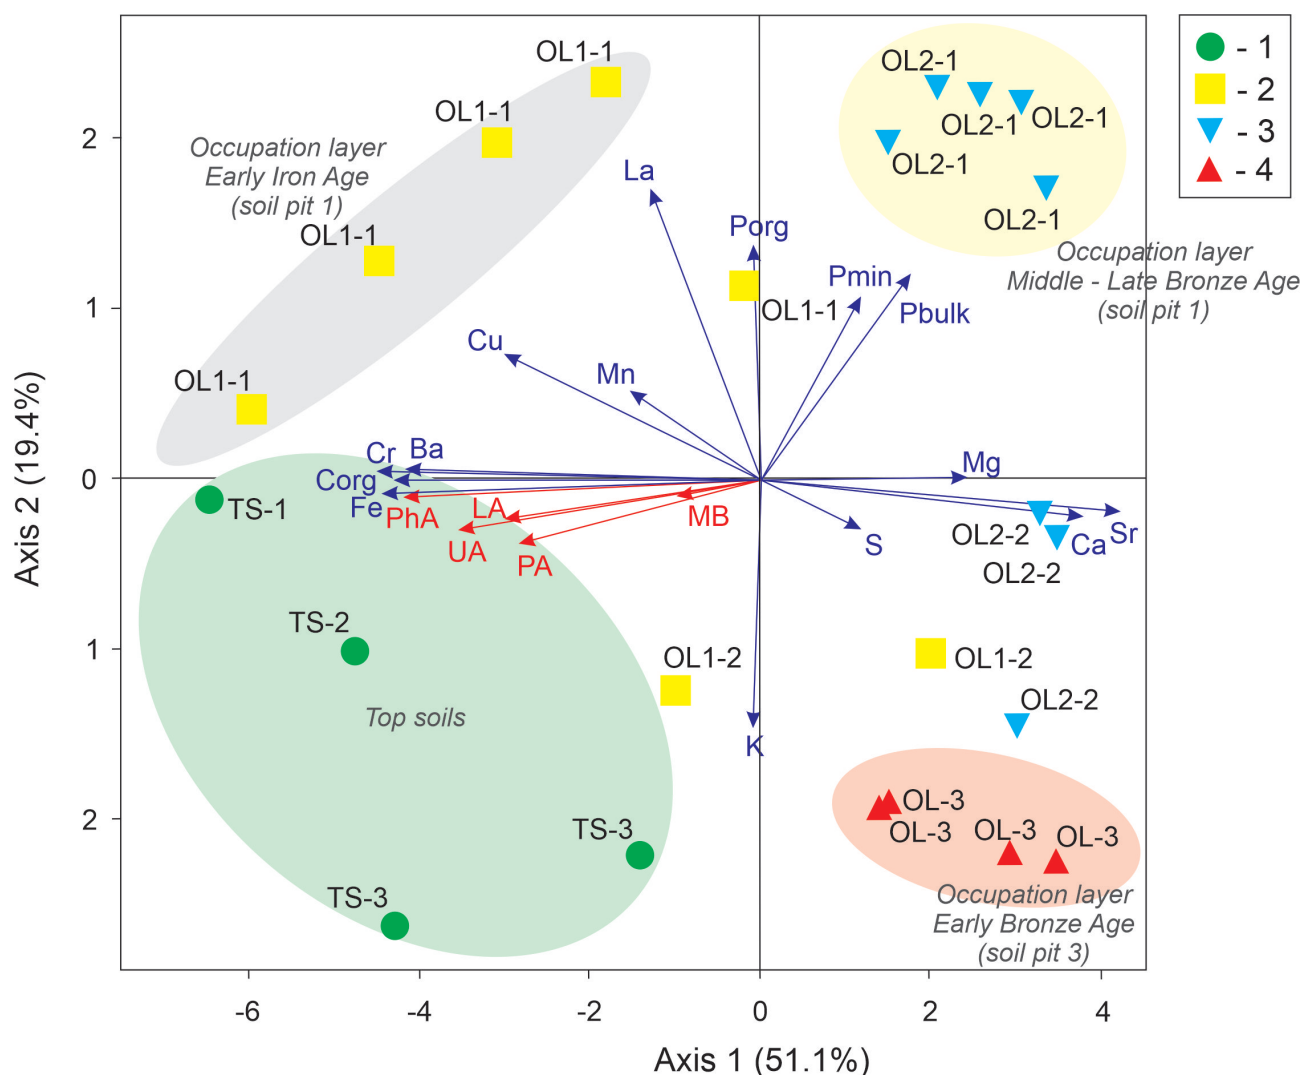 OL1-1
OL1-1
Occupation layer
Early Iron Age
(soil pit 1)
OL1-1
OL1-1
OL2-1
OL2-1
OL2-1
OL2-1
OL2-1
Occupation layer
Middle - Late Bronze Age
(soil pit 1)
- 1
- 2
- 3
- 4
La
Porg
Pmin
Pbulk
OL1-1
Cu
Mn
Cr
Ba
Corg
Fe
PhA
LA
UA
PA
MB
Mg
S
Sr
Ca
OL2-2
OL2-2
TS-1
TS-2
Top soils
OL1-2
OL1-2
OL2-2
K
TS-3
TS-3
OL-3
OL-3
OL-3
OL-3
Occupation layer
Early Bronze Age
(soil pit 3)
2
1
0
1
2
Axis 2 (19.4%)
-6
-4
-2
0
2
4
Axis 1 (51.1%)